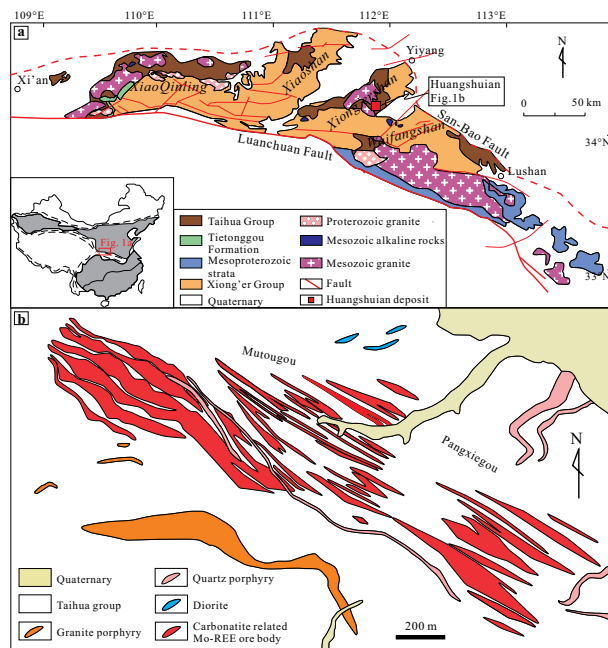 109°E
110°E
111°E
112°E
113°E
a
Yiyang
N
Xi'an
XiaoQinling
Xiaoshan
Huangshuian
Fig.1b
0
50 km
Waifangshan
San-Bao Fault
34°N
Luanchuan Fault
Lushan
Fig. 1a
Taihua Group
Proterozoic granite
Tietonggou
Formation
Mesozoic alkaline rocks
Mesoproterozoic
strata
Mesozoic granite
Xiong'er Group
Fault
Quaternary
Huangshuian deposit
33°N
b
Mutougou
Pangxiegou
N
Quaternary
Quartz porphyry
Taihua group
Diorite
Granite porphyry
Carbonatite related
Mo-REE ore body
200 m